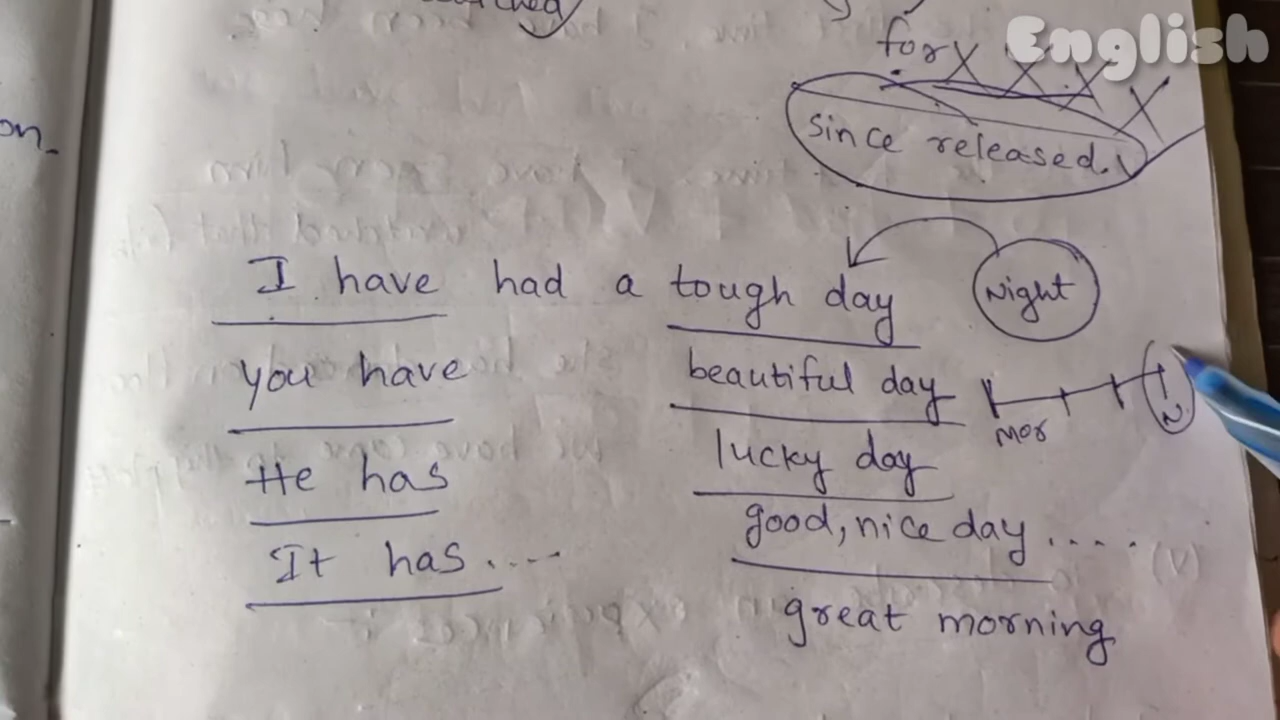 English
for
on.
since released.
I have had a tough day Night
you have beautiful day
Mor N.
He has lucky day
good, nice day ....
It has....
great morning